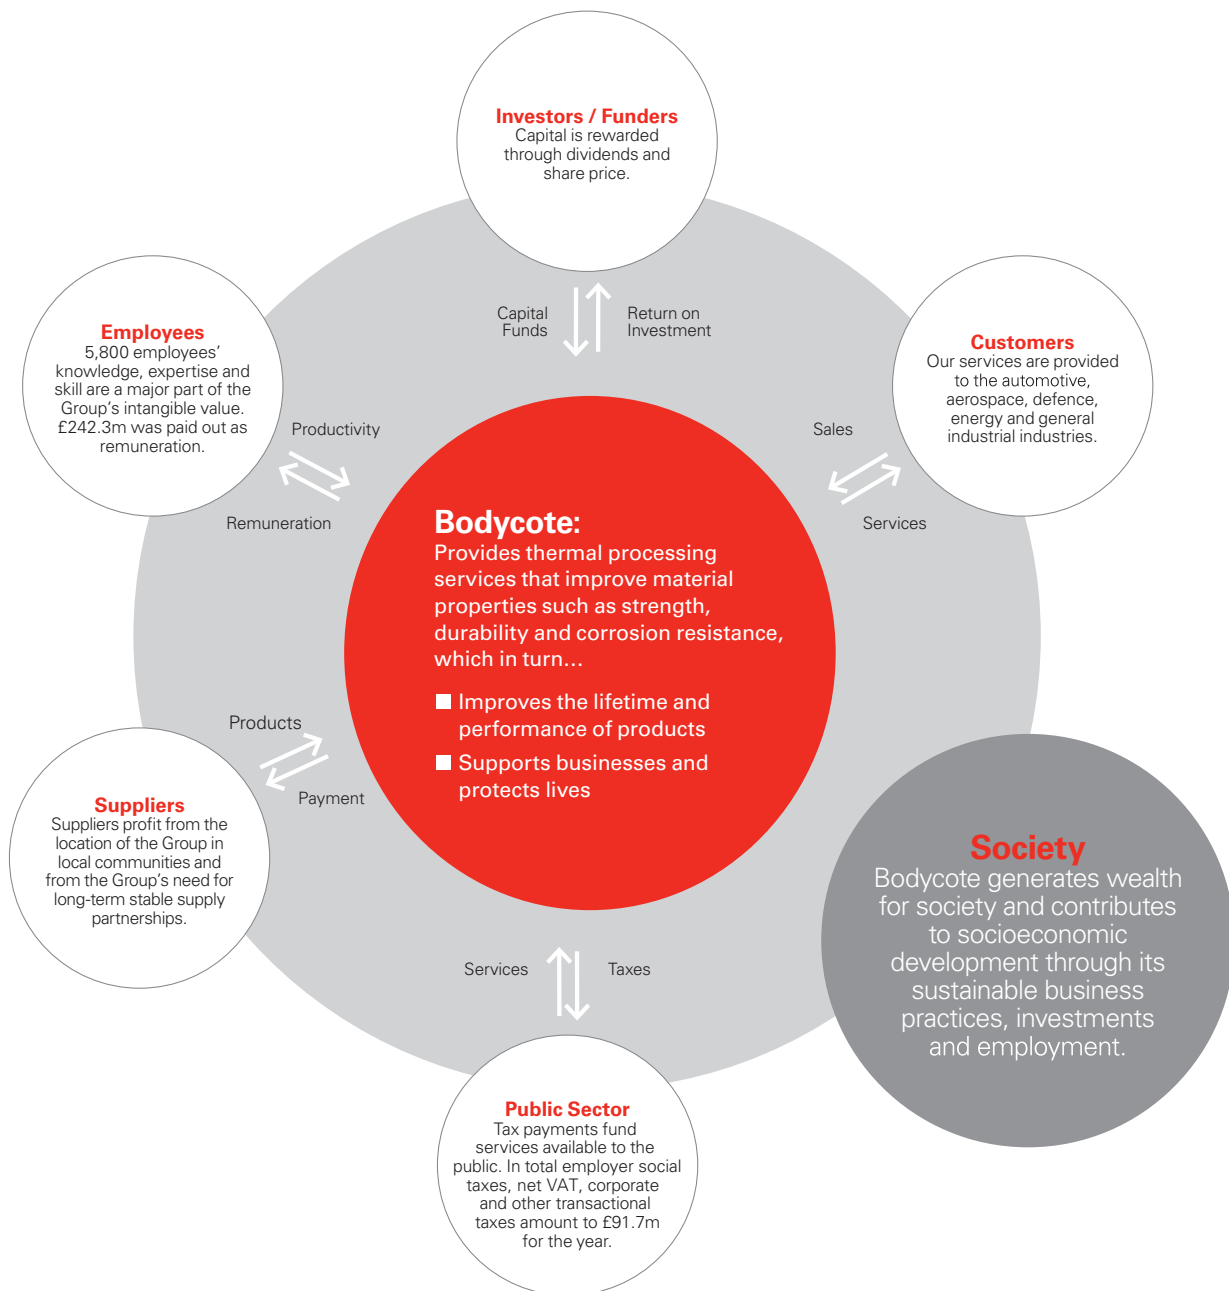 Investors / Funders
Capital is rewarded
through dividends and
share price.
Capital
Funds
Return on
Investment
Employees
5,800 employees’
knowledge, expertise and
skill are a major part of the
Group’s intangible value.
£242.3m was paid out as
remuneration.
Productivity
Remuneration
Customers
Our services are provided
to the automotive,
aerospace, defence,
energy and general
industrial industries.
Sales
Services
Bodycote:
Provides thermal processing
services that improve material
properties such as strength,
durability and corrosion resistance,
which in turn…
Improves the lifetime and
performance of products
Supports businesses and
protects lives
Products
Payment
Suppliers
Suppliers profit from the
location of the Group in
local communities and
from the Group’s need for
long-term stable supply
partnerships.
Society
Bodycote generates wealth
for society and contributes
to socioeconomic
development through its
sustainable business
practices, investments
and employment.
Services
Taxes
Public Sector
Tax payments fund
services available to the
public. In total employer social
taxes, net VAT, corporate
and other transactional
taxes amount to £91.7m
for the year.